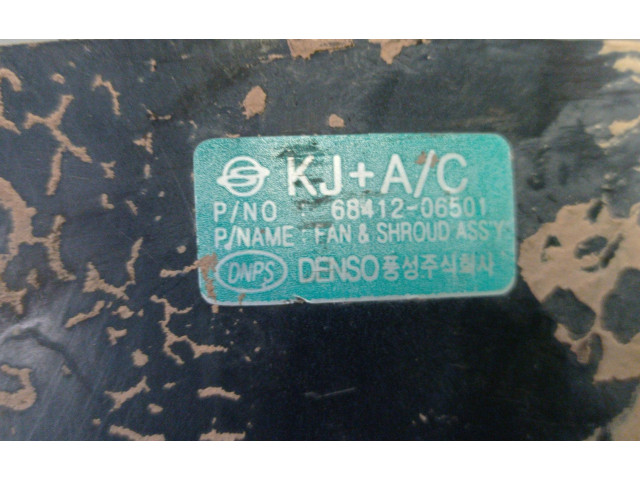 KJ+A/C
P/NO : 68412-06501
P/NAME : FAN & SHROUD ASS'Y
DNPS DENSO풍성주식회사